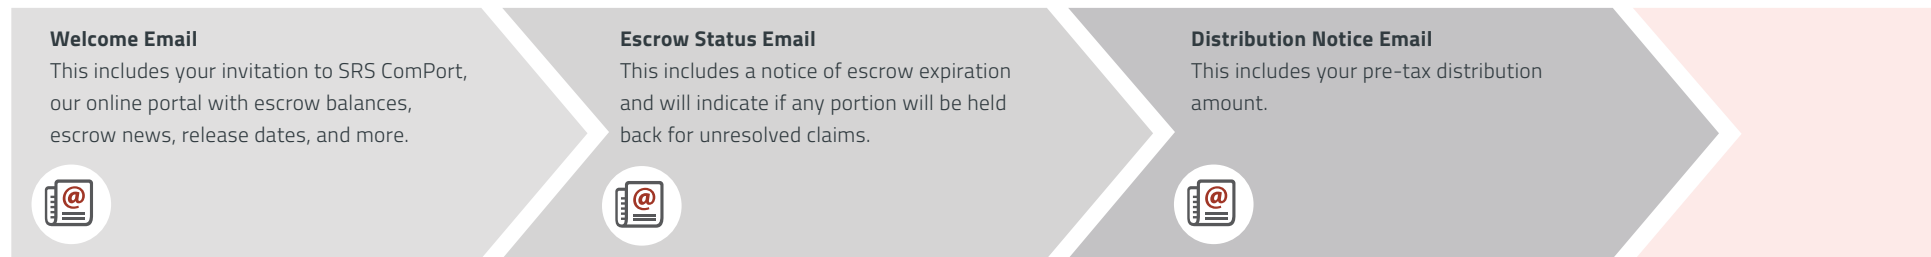 Welcome Email
This includes your invitation to SRS ComPort,
our online portal with escrow balances,
escrow news, release dates, and more.
@
Escrow Status Email
This includes a notice of escrow expiration
and will indicate if any portion will be held
back for unresolved claims.
@
Distribution Notice Email
This includes your pre-tax distribution
amount.
@